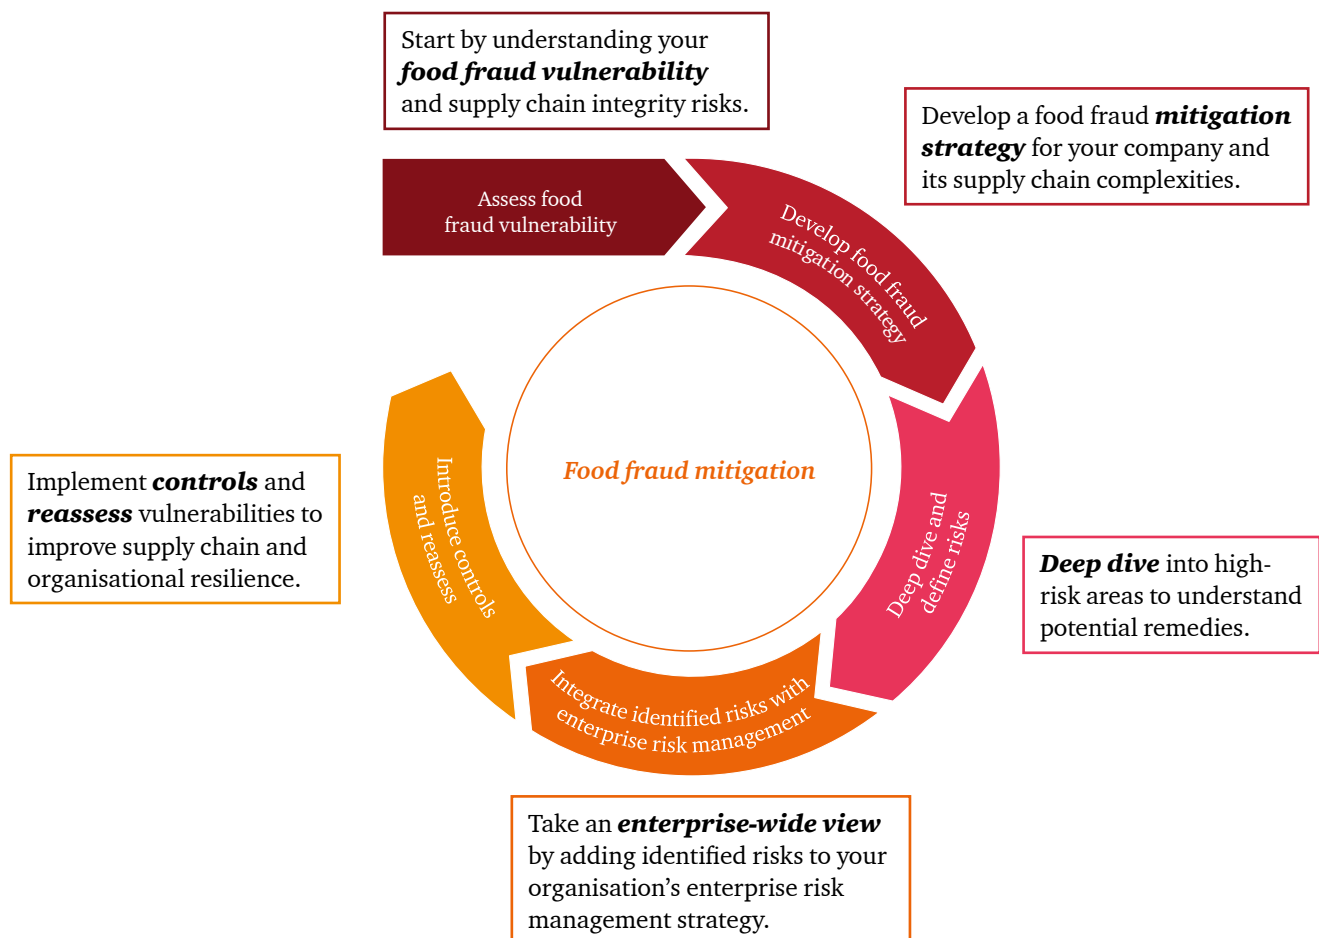 Start by understanding your
food fraud vulnerability
and supply chain integrity risks.
Develop a food fraud mitigation
strategy for your company and
its supply chain complexities.
Assess food
fraud vulnerability
Develop food fraud
mitigation strategy
Food fraud mitigation
Deep dive and
define risks
Deep dive into high-
risk areas to understand
potential remedies.
Integrate identified risks with
enterprise risk management
Take an enterprise-wide view
by adding identified risks to your
organisation’s enterprise risk
management strategy.
Introduce controls
and reassess
Implement controls and
reassess vulnerabilities to
improve supply chain and
organisational resilience.